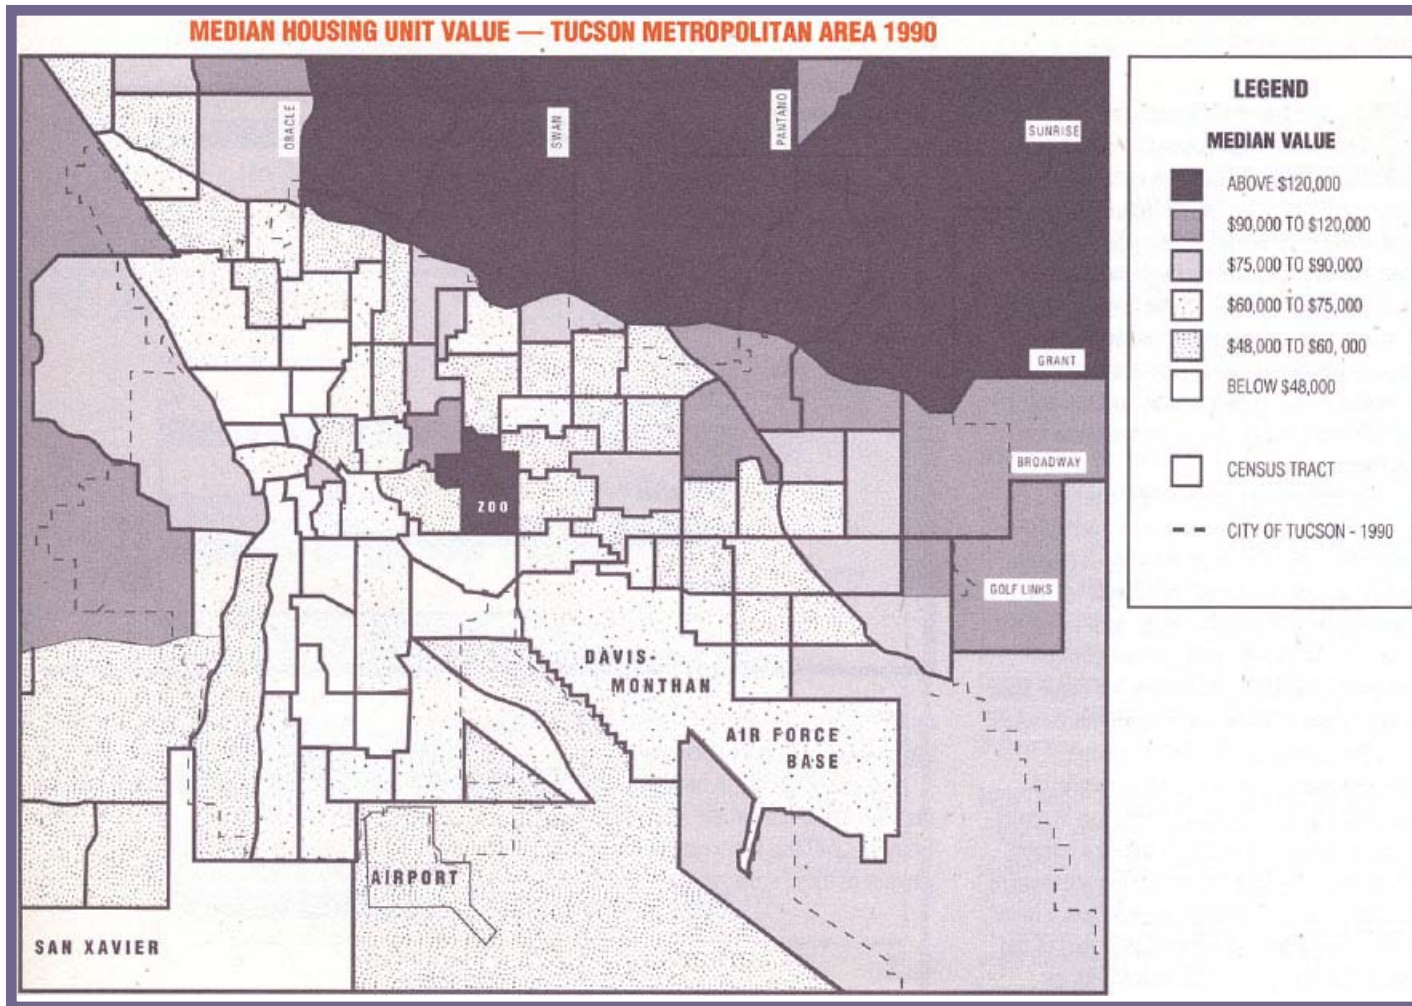 MEDIAN HOUSING UNIT VALUE — TUCSON METROPOLITAN AREA 1990
ORACLE
SWAN
PANTANO
SUNRISE
GRANT
BROADWAY
ZOO
GOLF LINKS
DAVIS-
MONTHAN
AIR FORCE
BASE
AIRPORT
SAN XAVIER
LEGEND
MEDIAN VALUE
ABOVE $120,000
$90,000 TO $120,000
$75,000 TO $90,000
$60,000 TO $75,000
$48,000 TO $60, 000
BELOW $48,000
CENSUS TRACT
CITY OF TUCSON - 1990